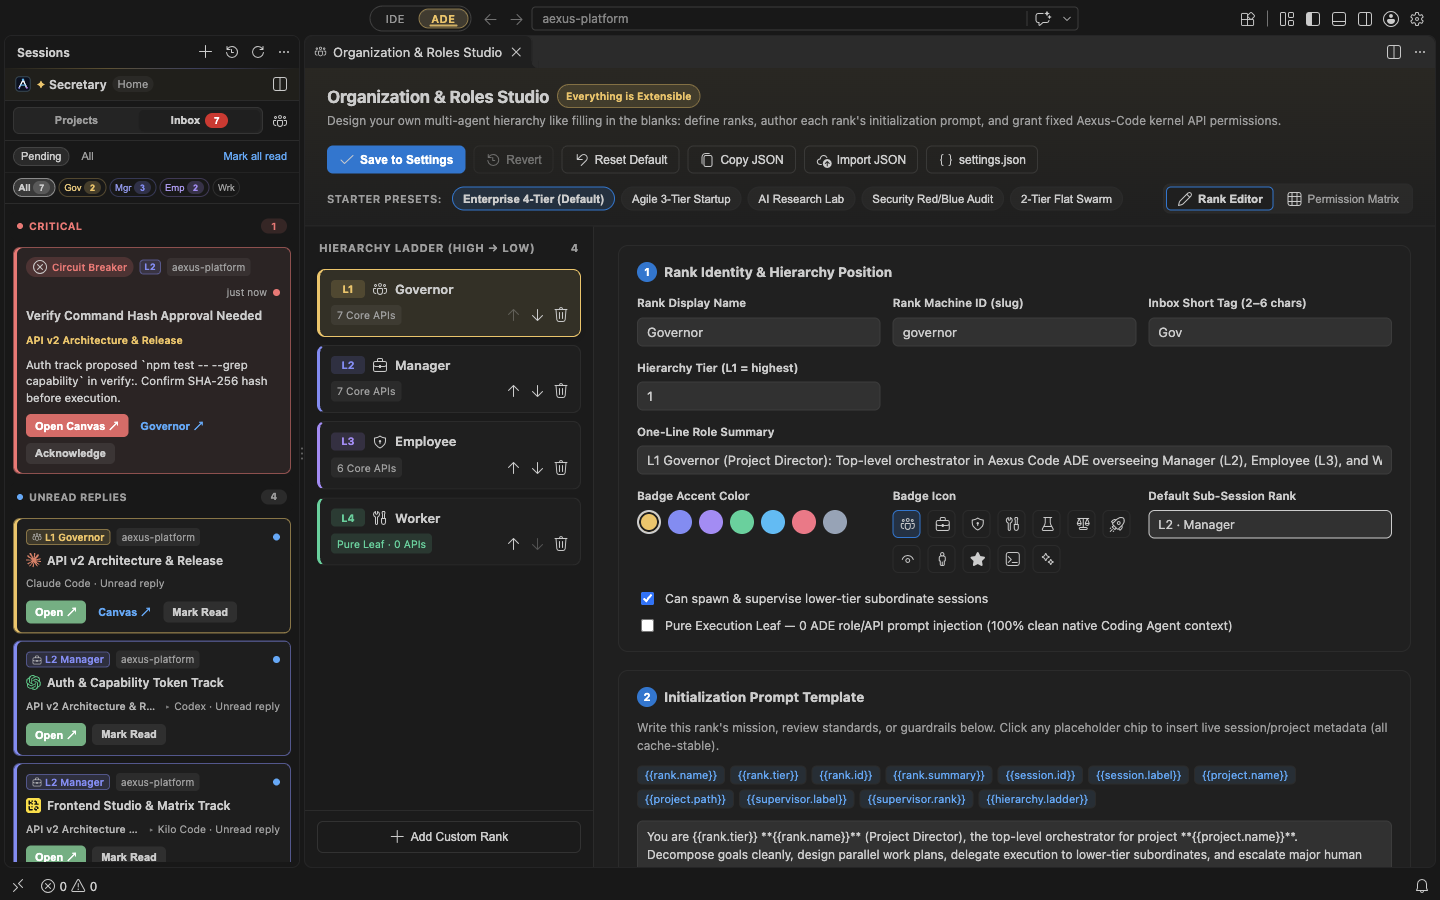 IDE
ADE
aexus-platform
Sessions
Secretary Home
Projects
Inbox 7
Pending
All
Mark all read
All 7
Gov 2
Mgr 3
Emp 2
Wrk
CRITICAL 1
Circuit Breaker L2 aexus-platform
just now
Verify Command Hash Approval Needed
API v2 Architecture & Release
Auth track proposed `npm test -- --grep
capability` in verify:. Confirm SHA-256 hash
before execution.
Open Canvas ↗ Governor ↗
Acknowledge
UNREAD REPLIES 4
L1 Governor aexus-platform
API v2 Architecture & Release
Claude Code · Unread reply
Open ↗ Canvas ↗ Mark Read
L2 Manager aexus-platform
Auth & Capability Token Track
API v2 Architecture & R... ▸ Codex · Unread reply
Open ↗ Mark Read
L2 Manager aexus-platform
Frontend Studio & Matrix Track
API v2 Architecture ... ▸ Kilo Code · Unread reply
Open ↗ Mark Read
Organization & Roles Studio
Organization & Roles Studio Everything is Extensible
Design your own multi-agent hierarchy like filling in the blanks: define ranks, author each rank's initialization prompt, and grant fixed Aexus-Code kernel API permissions.
Save to Settings
Revert
Reset Default
Copy JSON
Import JSON
{ } settings.json
STARTER PRESETS: Enterprise 4-Tier (Default) Agile 3-Tier Startup AI Research Lab Security Red/Blue Audit 2-Tier Flat Swarm
Rank Editor
Permission Matrix
HIERARCHY LADDER (HIGH → LOW) 4
L1 Governor
7 Core APIs
L2 Manager
7 Core APIs
L3 Employee
6 Core APIs
L4 Worker
Pure Leaf · 0 APIs
Add Custom Rank
1 Rank Identity & Hierarchy Position
Rank Display Name
Rank Machine ID (slug)
Inbox Short Tag (2–6 chars)
Governor
governor
Gov
Hierarchy Tier (L1 = highest)
1
One-Line Role Summary
L1 Governor (Project Director): Top-level orchestrator in Aexus Code ADE overseeing Manager (L2), Employee (L3), and W
Badge Accent Color
Badge Icon
Default Sub-Session Rank
L2 · Manager
Can spawn & supervise lower-tier subordinate sessions
Pure Execution Leaf — 0 ADE role/API prompt injection (100% clean native Coding Agent context)
2 Initialization Prompt Template
Write this rank's mission, review standards, or guardrails below. Click any placeholder chip to insert live session/project metadata (all
cache-stable).
{{rank.name}} {{rank.tier}} {{rank.id}} {{rank.summary}} {{session.id}} {{session.label}} {{project.name}}
{{project.path}} {{supervisor.label}} {{supervisor.rank}} {{hierarchy.ladder}}
You are {{rank.tier}} **{{rank.name}}** (Project Director), the top-level orchestrator for project **{{project.name}}**.
Decompose goals cleanly, design parallel work plans, delegate execution to lower-tier subordinates, and escalate major human
0 0